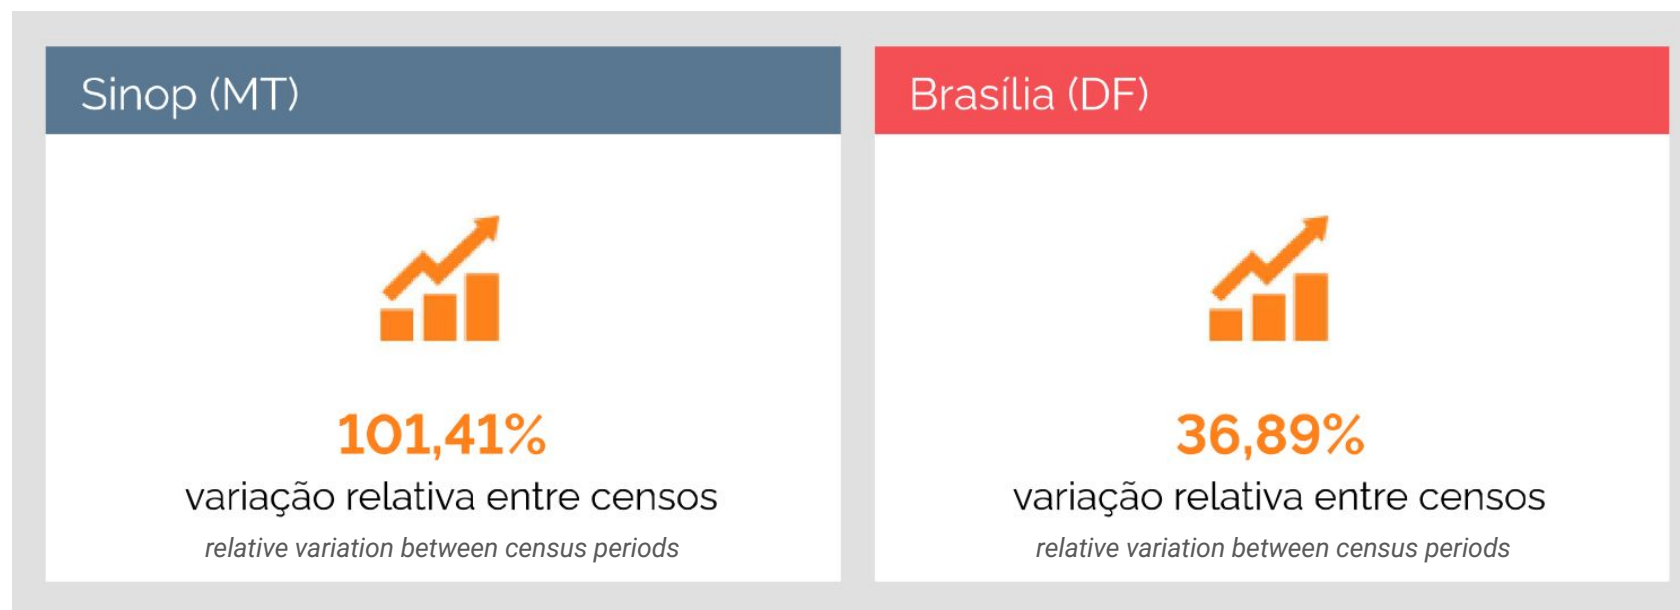 Sinop (MT)
101,41%
variação relativa entre censos
relative variation between census periods
Brasília (DF)
36,89%
variação relativa entre censos
relative variation between census periods